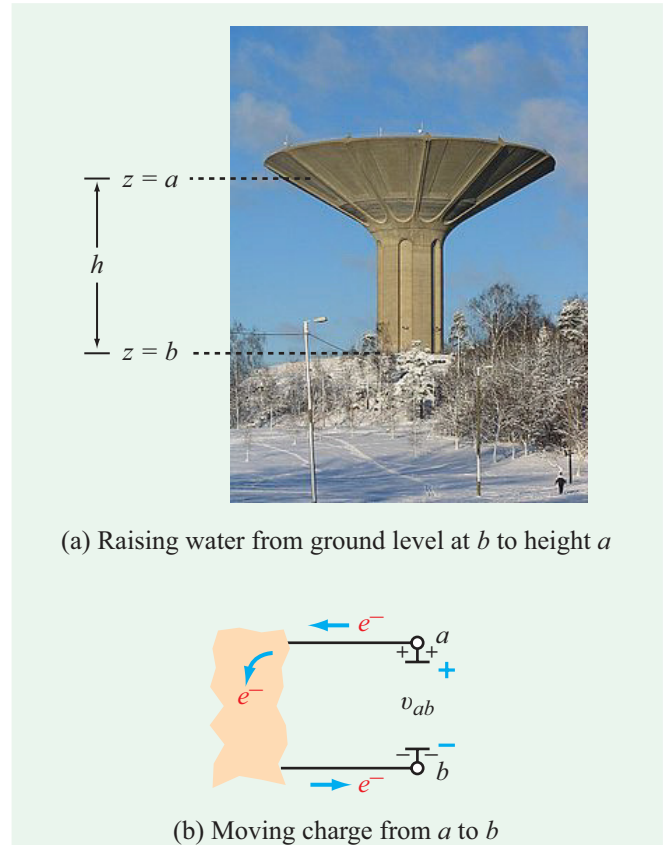 z = a
h
z = b
(a) Raising water from ground level at b to height a
e⁻ a
+ +
+
e⁻
v_ab
−
− −
e⁻ b
(b) Moving charge from a to b